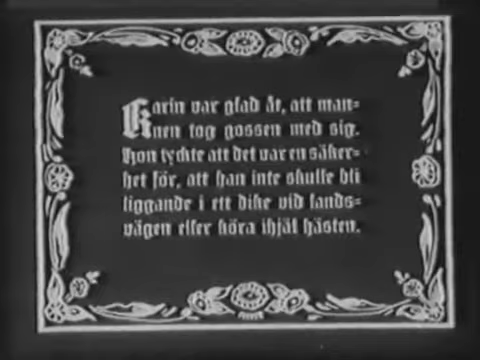 Karin var glad åt, att man=
nen tog gossen med sig.
Hon tyckte att det var en säker=
het för, att han inte skulle bli
liggande i ett dike vid lands=
vägen eller köra ihjäl hästen.